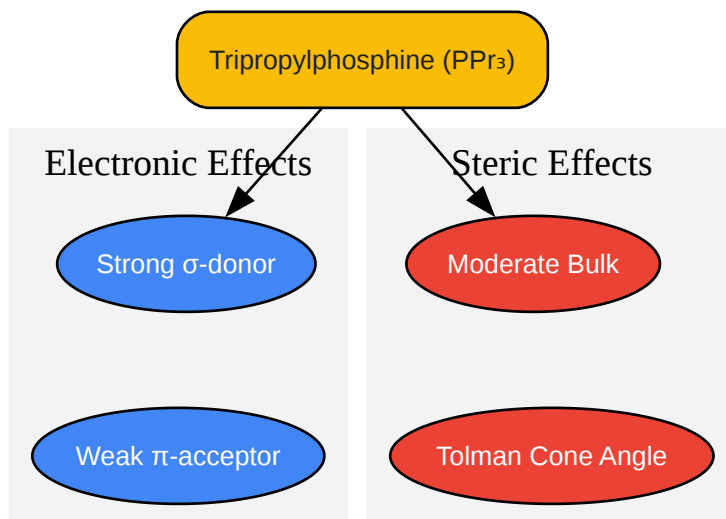 Tripropylphosphine (PPr₃)
Electronic Effects
Steric Effects
Strong σ-donor
Moderate Bulk
Weak π-acceptor
Tolman Cone Angle